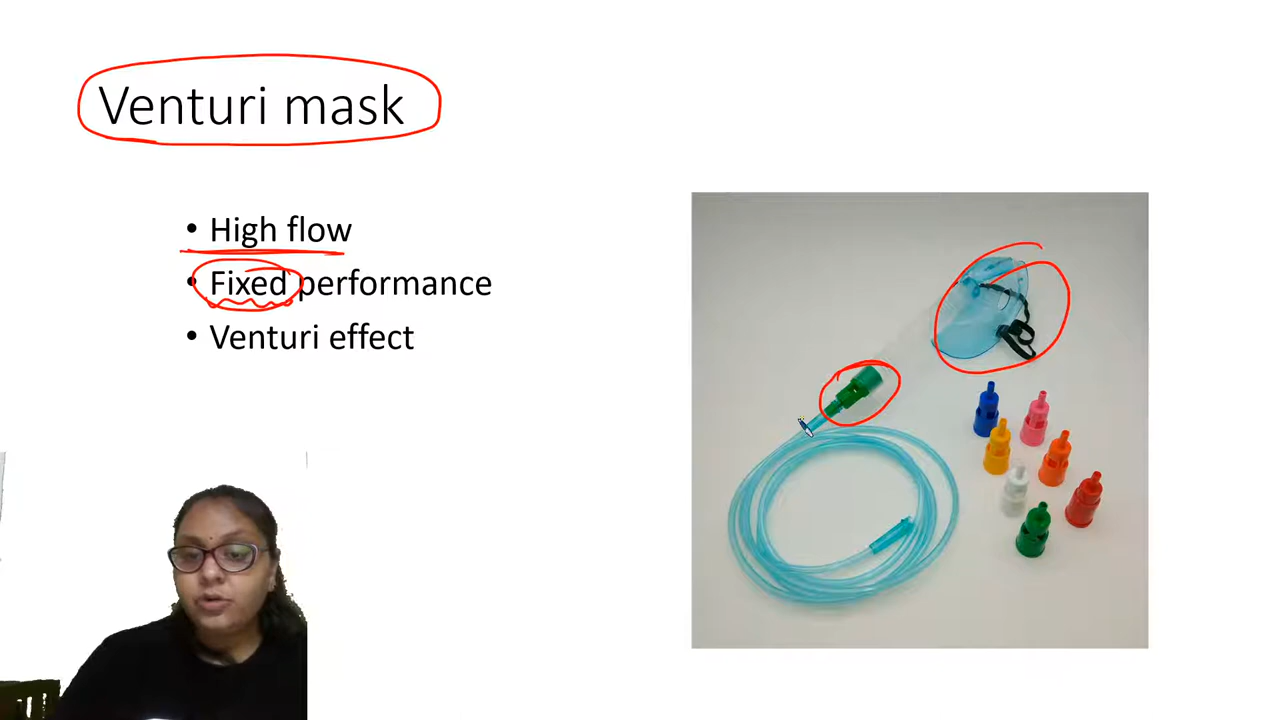 Venturi mask
• High flow
• Fixed performance
• Venturi effect